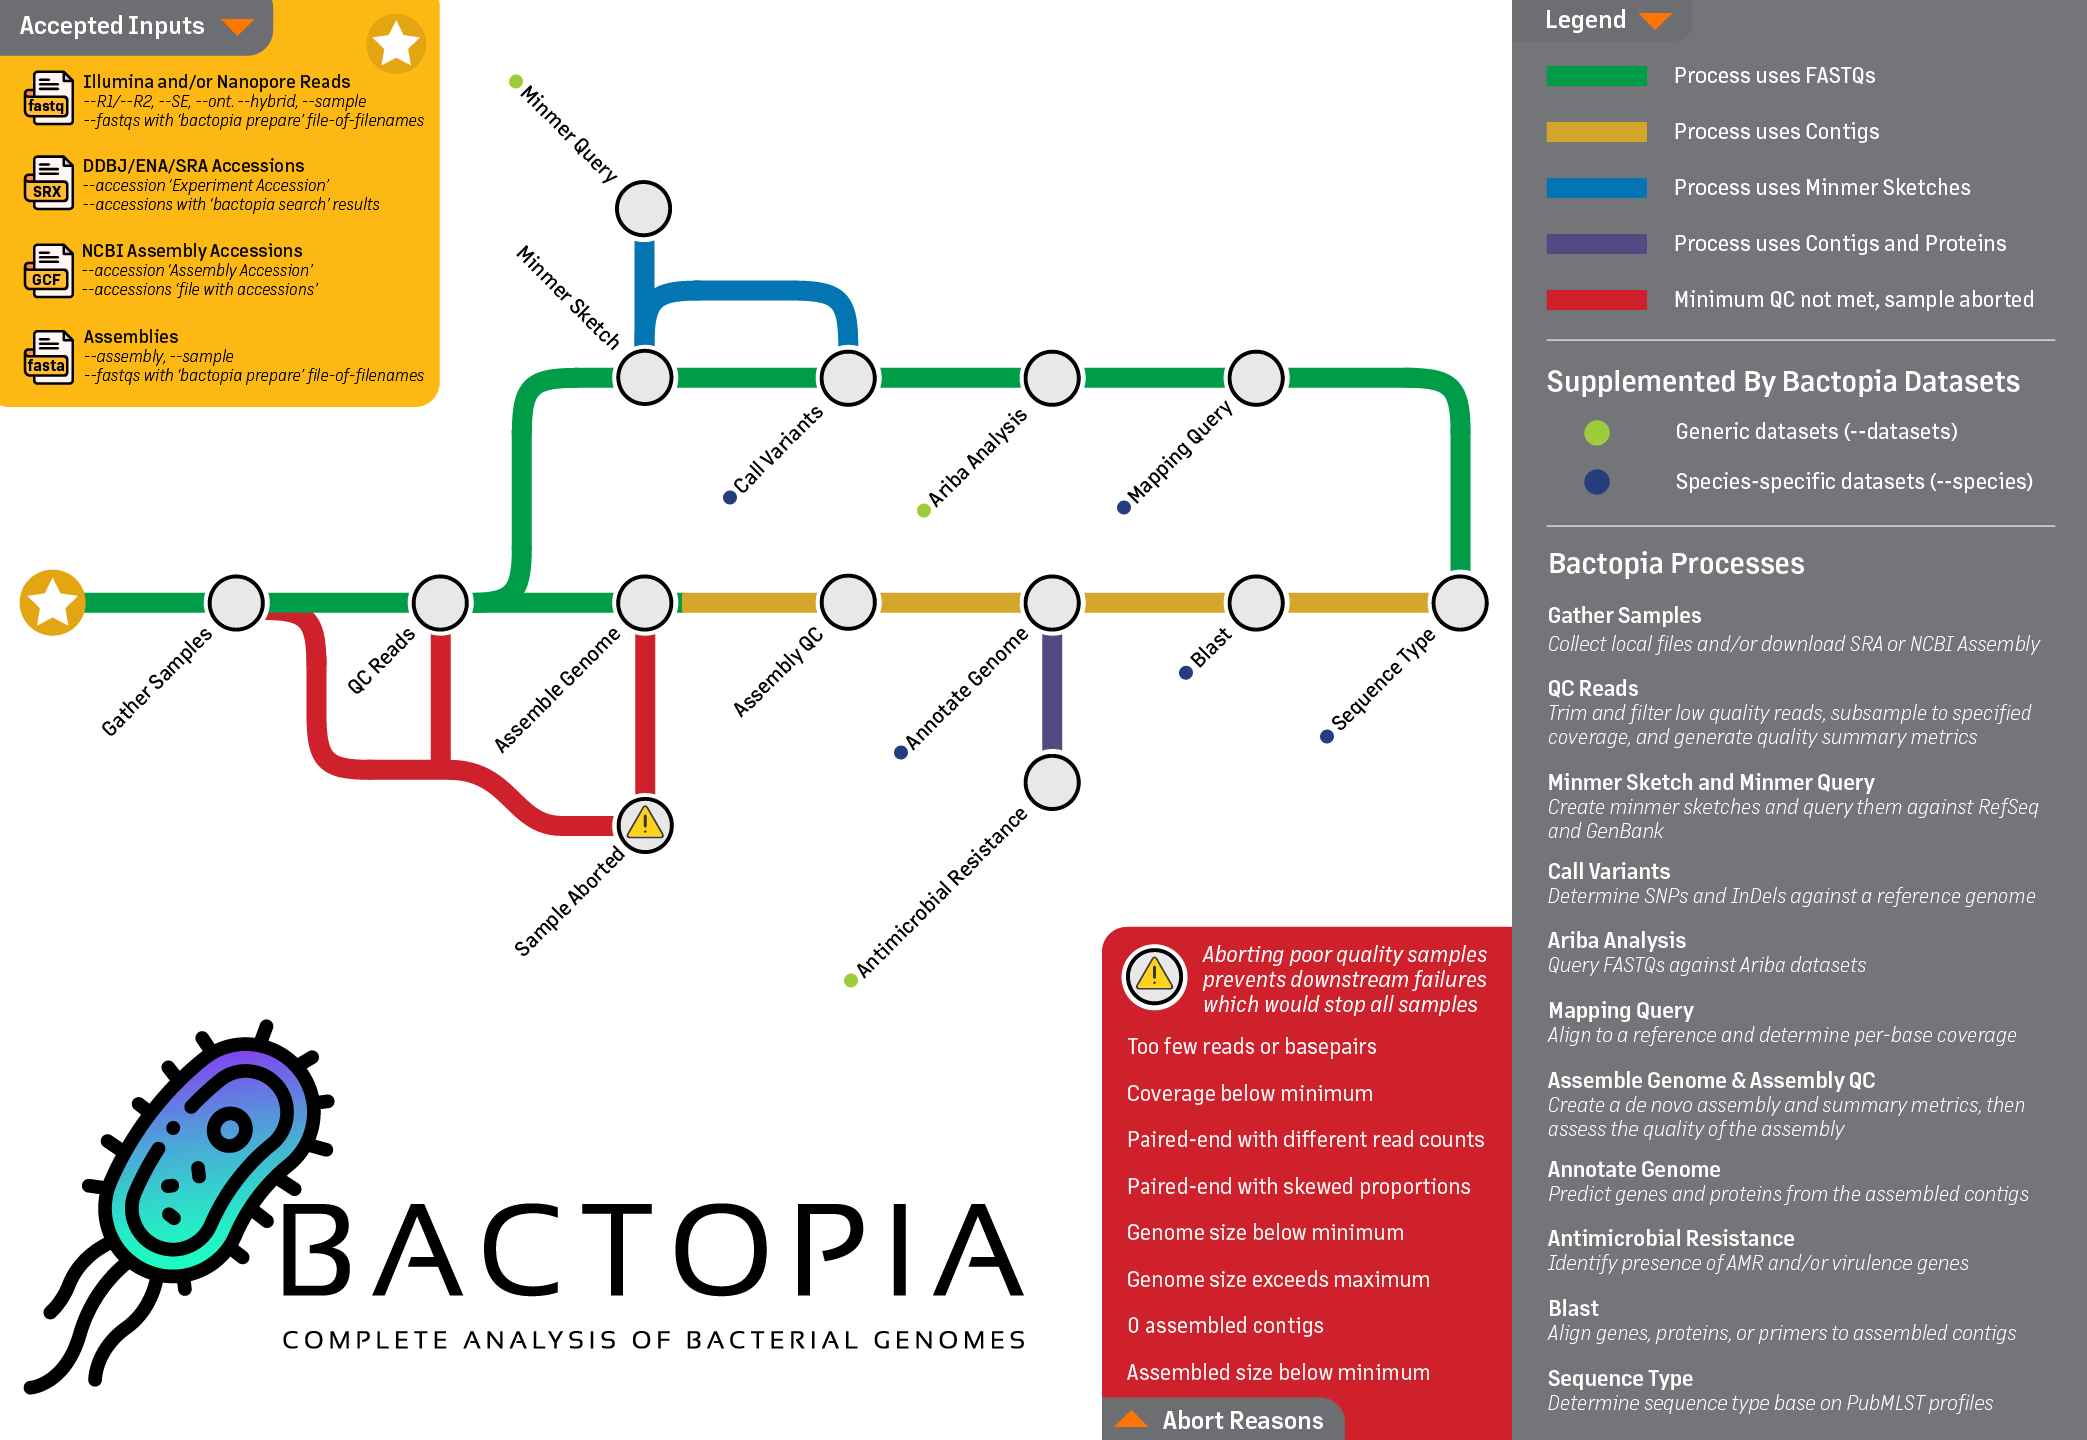 Accepted Inputs
fastq
Illumina and/or Nanopore Reads
--R1/--R2, --SE, --ont. --hybrid, --sample
--fastqs with ‘bactopia prepare’ file-of-filenames
SRX
DDBJ/ENA/SRA Accessions
--accession ‘Experiment Accession’
--accessions with ‘bactopia search’ results
GCF
NCBI Assembly Accessions
--accession ‘Assembly Accession’
--accessions ‘file with accessions’
fasta
Assemblies
--assembly, --sample
--fastqs with ‘bactopia prepare’ file-of-filenames
Minmer Query
Minmer Sketch
Call Variants
Ariba Analysis
Mapping Query
Gather Samples
QC Reads
Assemble Genome
Assembly QC
Annotate Genome
Blast
Sequence Type
Sample Aborted
Antimicrobial Resistance
BACTOPIA
COMPLETE ANALYSIS OF BACTERIAL GENOMES
Aborting poor quality samples
prevents downstream failures
which would stop all samples
Too few reads or basepairs
Coverage below minimum
Paired-end with different read counts
Paired-end with skewed proportions
Genome size below minimum
Genome size exceeds maximum
0 assembled contigs
Assembled size below minimum
Abort Reasons
Legend
Process uses FASTQs
Process uses Contigs
Process uses Minmer Sketches
Process uses Contigs and Proteins
Minimum QC not met, sample aborted
Supplemented By Bactopia Datasets
Generic datasets (--datasets)
Species-specific datasets (--species)
Bactopia Processes
Gather Samples
Collect local files and/or download SRA or NCBI Assembly
QC Reads
Trim and filter low quality reads, subsample to specified
coverage, and generate quality summary metrics
Minmer Sketch and Minmer Query
Create minmer sketches and query them against RefSeq
and GenBank
Call Variants
Determine SNPs and InDels against a reference genome
Ariba Analysis
Query FASTQs against Ariba datasets
Mapping Query
Align to a reference and determine per-base coverage
Assemble Genome & Assembly QC
Create a de novo assembly and summary metrics, then
assess the quality of the assembly
Annotate Genome
Predict genes and proteins from the assembled contigs
Antimicrobial Resistance
Identify presence of AMR and/or virulence genes
Blast
Align genes, proteins, or primers to assembled contigs
Sequence Type
Determine sequence type base on PubMLST profiles